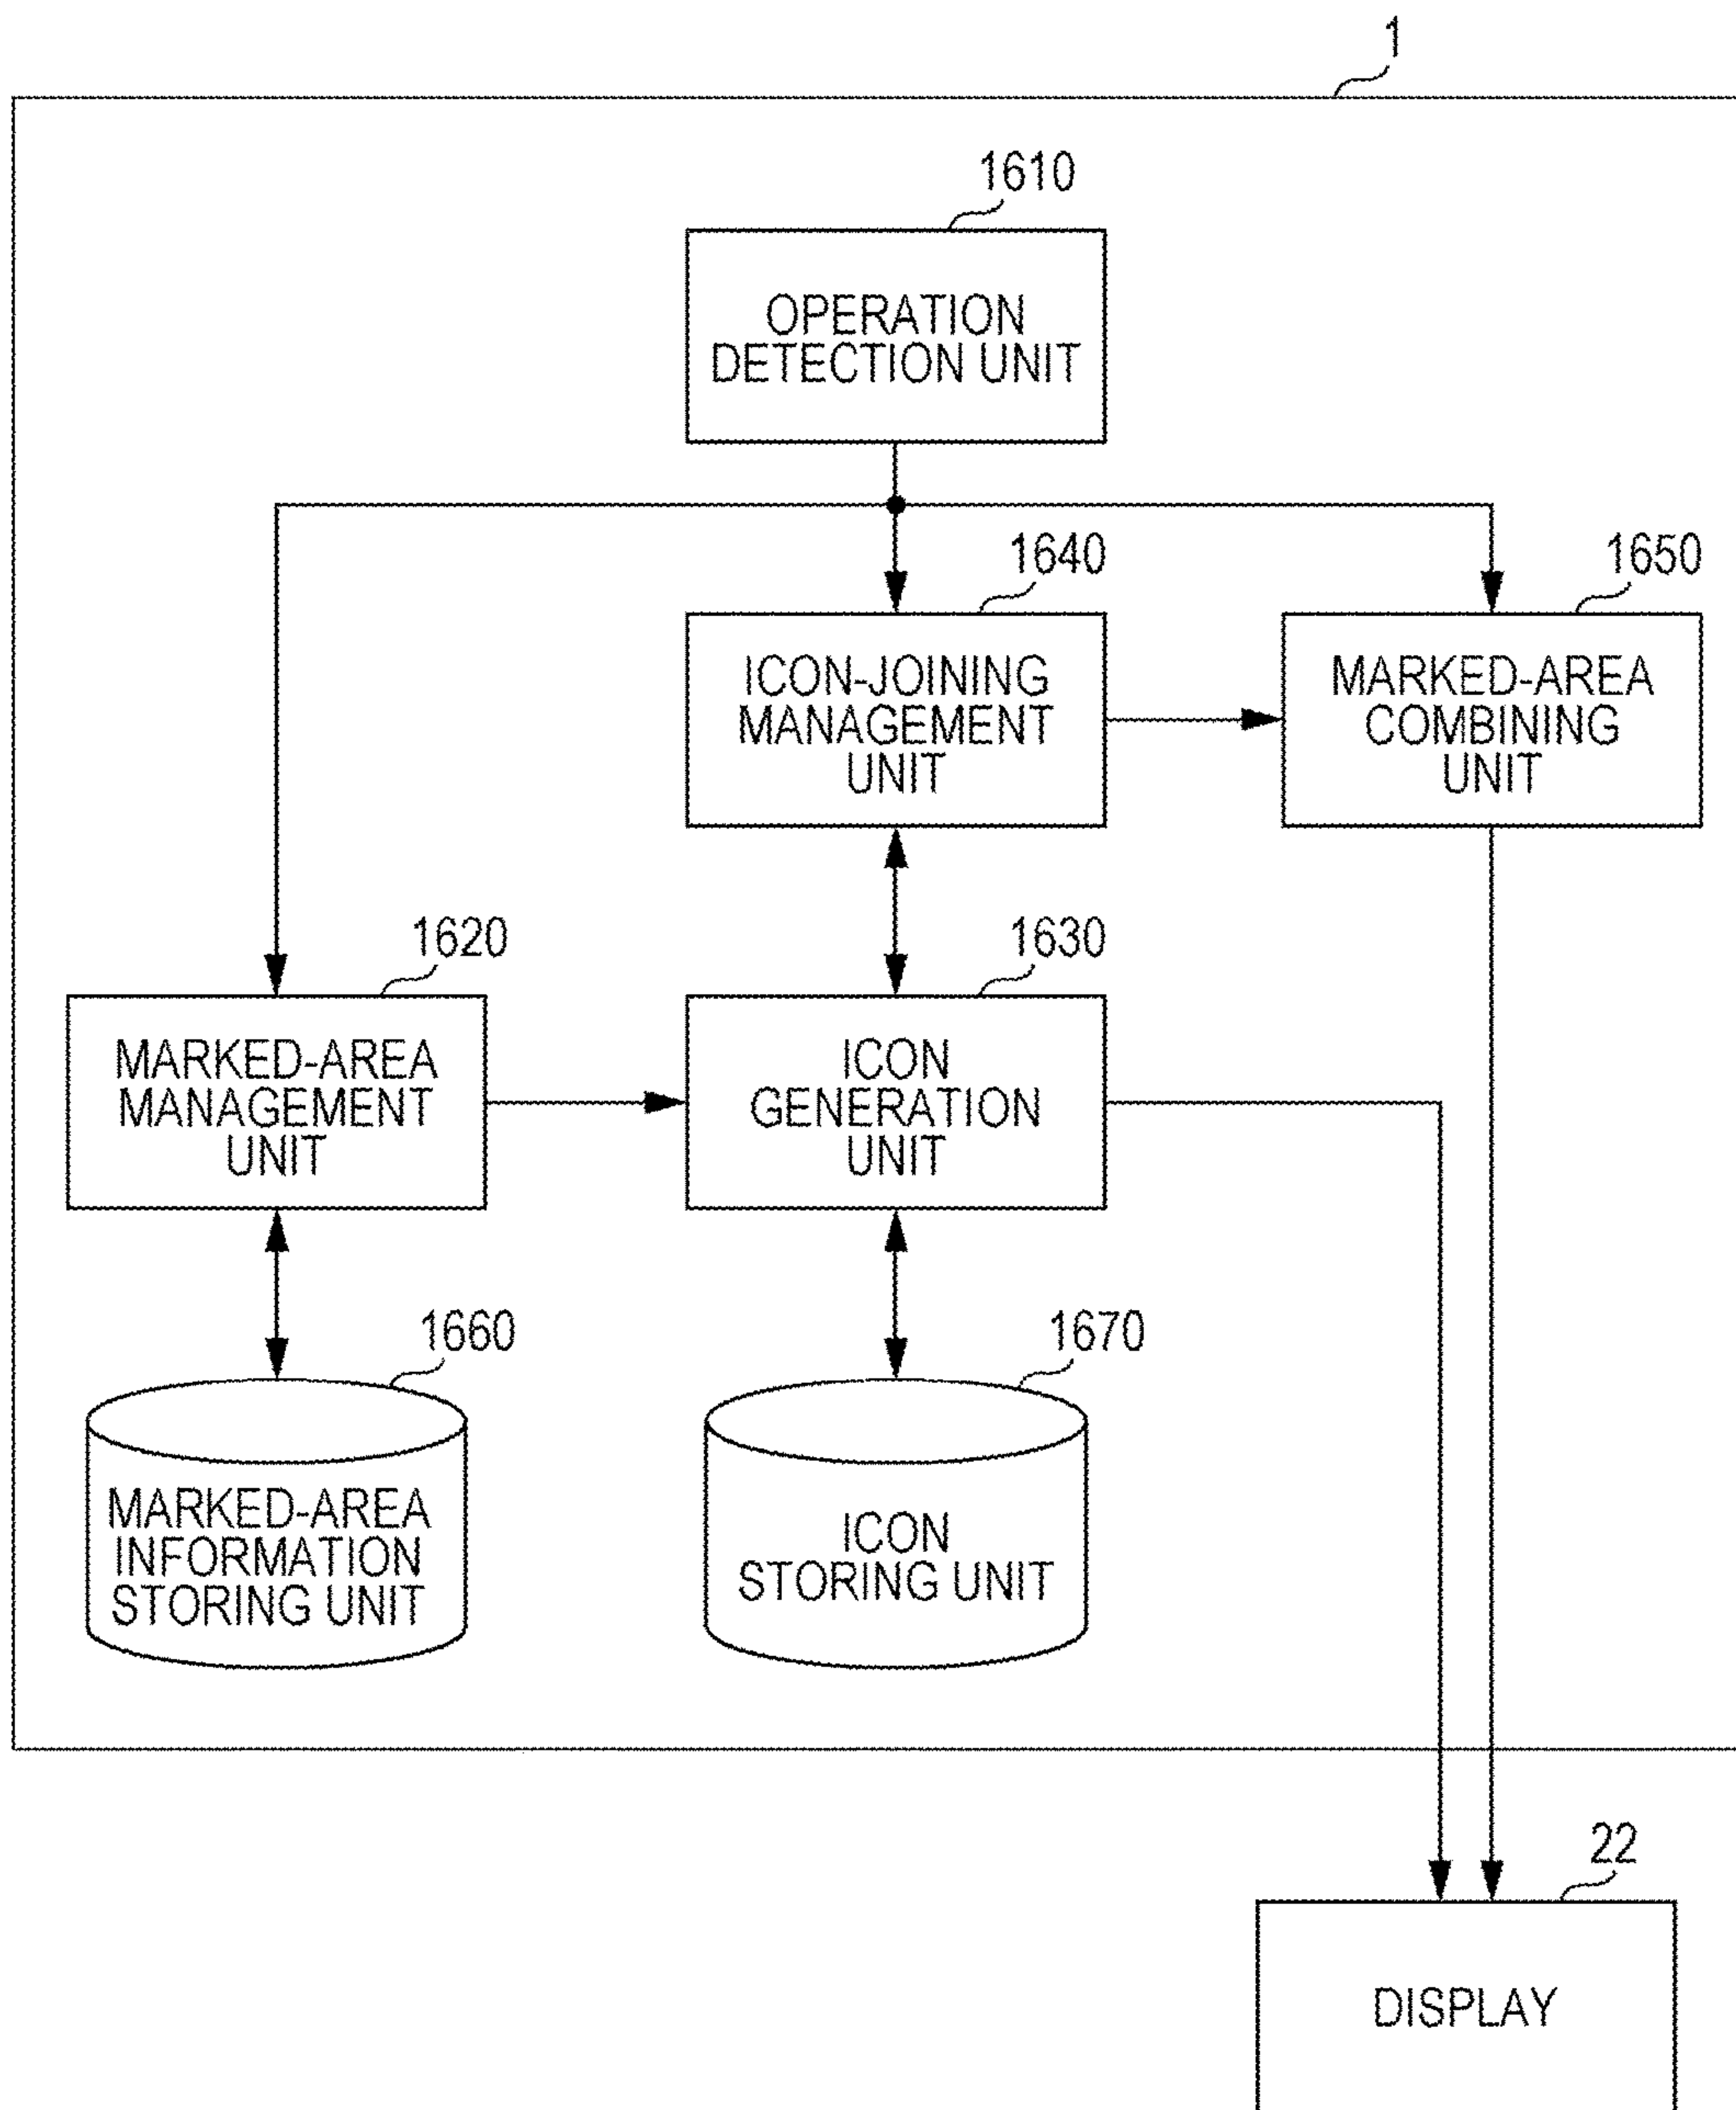 1
1610
OPERATION
DETECTION UNIT
1640
1650
ICON-JOINING
MANAGEMENT
UNIT
MARKED-AREA
COMBINING
UNIT
1620
1630
MARKED-AREA
MANAGEMENT
UNIT
ICON
GENERATION
UNIT
1660
1670
MARKED-AREA
INFORMATION
STORING UNIT
ICON
STORING UNIT
22
DISPLAY